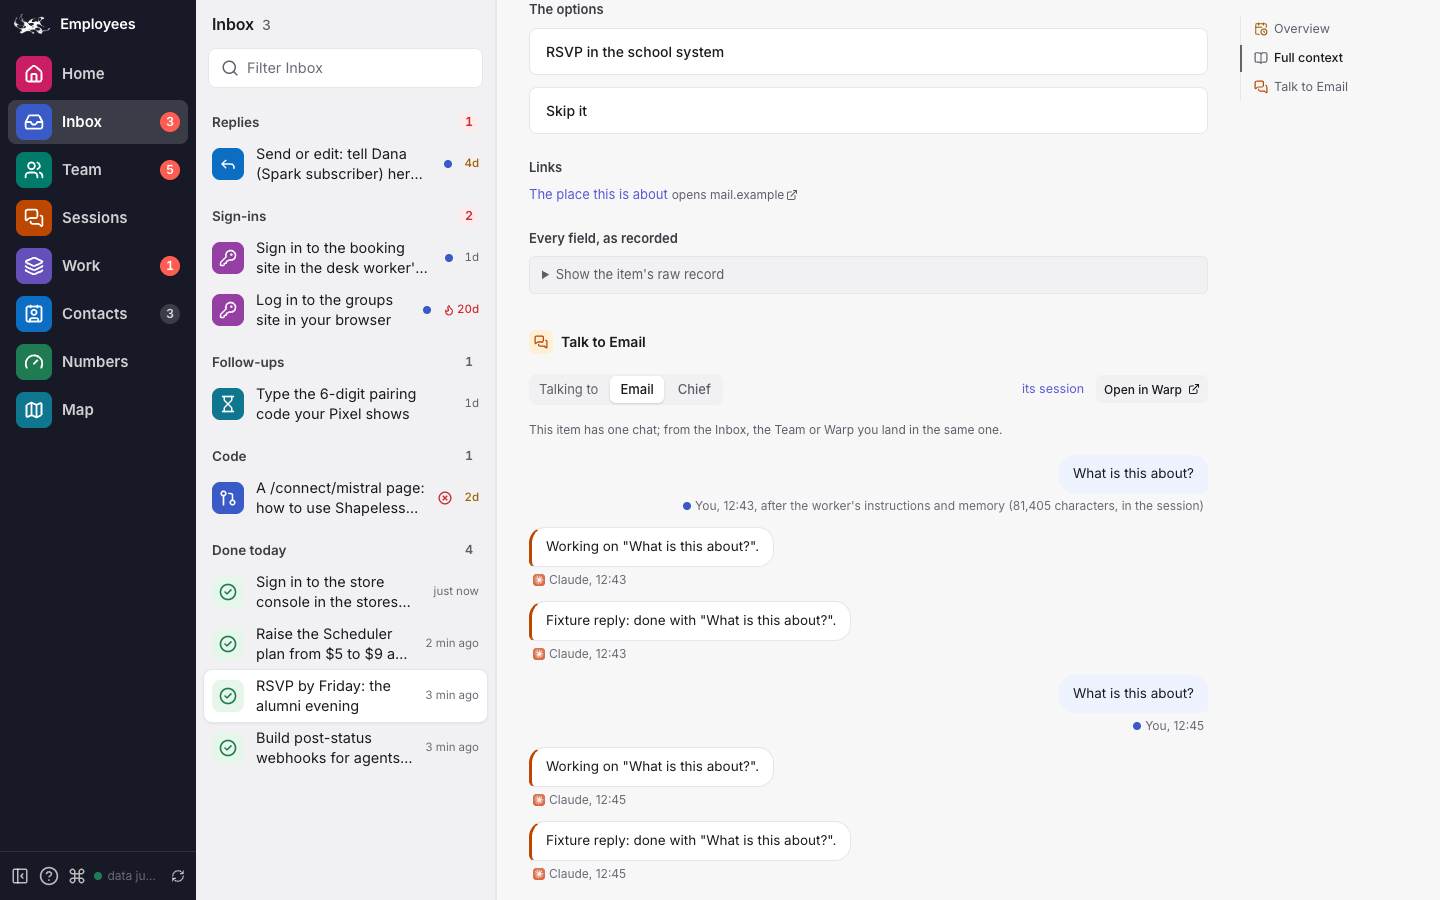 Employees
Home
Inbox 3
Team 5
Sessions
Work 1
Contacts 3
Numbers
Map
data ju...
Inbox 3
Filter Inbox
Replies 1
Send or edit: tell Dana
(Spark subscriber) her... 4d
Sign-ins 2
Sign in to the booking
site in the desk worker'... 1d
Log in to the groups
site in your browser 20d
Follow-ups 1
Type the 6-digit pairing
code your Pixel shows 1d
Code 1
A /connect/mistral page:
how to use Shapeless... 2d
Done today 4
Sign in to the store
console in the stores... just now
Raise the Scheduler
plan from $5 to $9 a... 2 min ago
RSVP by Friday: the
alumni evening 3 min ago
Build post-status
webhooks for agents... 3 min ago
The options
RSVP in the school system
Skip it
Links
The place this is about opens mail.example
Every field, as recorded
Show the item's raw record
Talk to Email
Talking to Email Chief its session Open in Warp
This item has one chat; from the Inbox, the Team or Warp you land in the same one.
What is this about?
You, 12:43, after the worker's instructions and memory (81,405 characters, in the session)
Working on "What is this about?".
Claude, 12:43
Fixture reply: done with "What is this about?".
Claude, 12:43
What is this about?
You, 12:45
Working on "What is this about?".
Claude, 12:45
Fixture reply: done with "What is this about?".
Claude, 12:45
Overview
Full context
Talk to Email